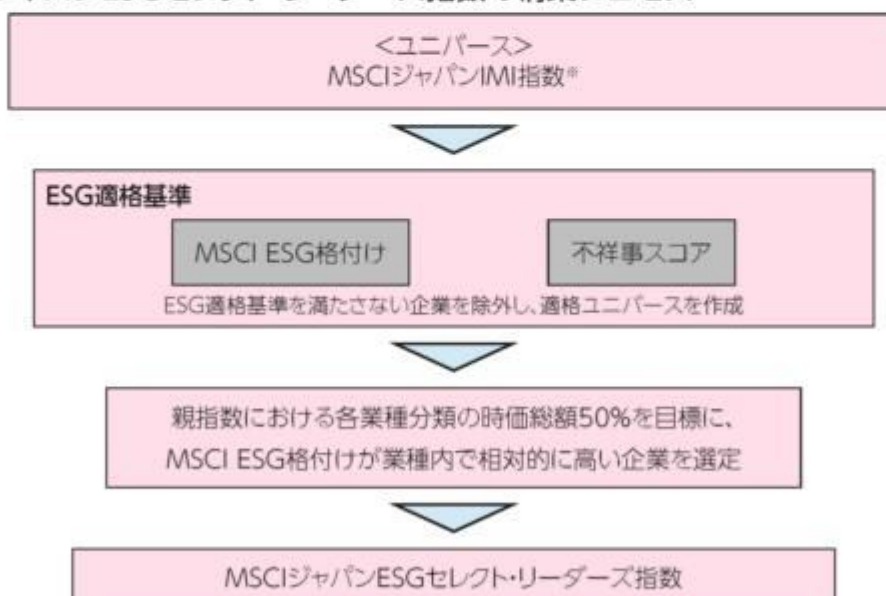 <ユニバース>
MSCIジャパンIMI指数※
ESG適格基準
MSCI ESG格付け
不祥事スコア
ESG適格基準を満たさない企業を除外し、適格ユニバースを作成
親指数における各業種分類の時価総額50%を目標に、
MSCI ESG格付けが業種内で相対的に高い企業を選定
MSCIジャパンESGセレクト・リーダーズ指数